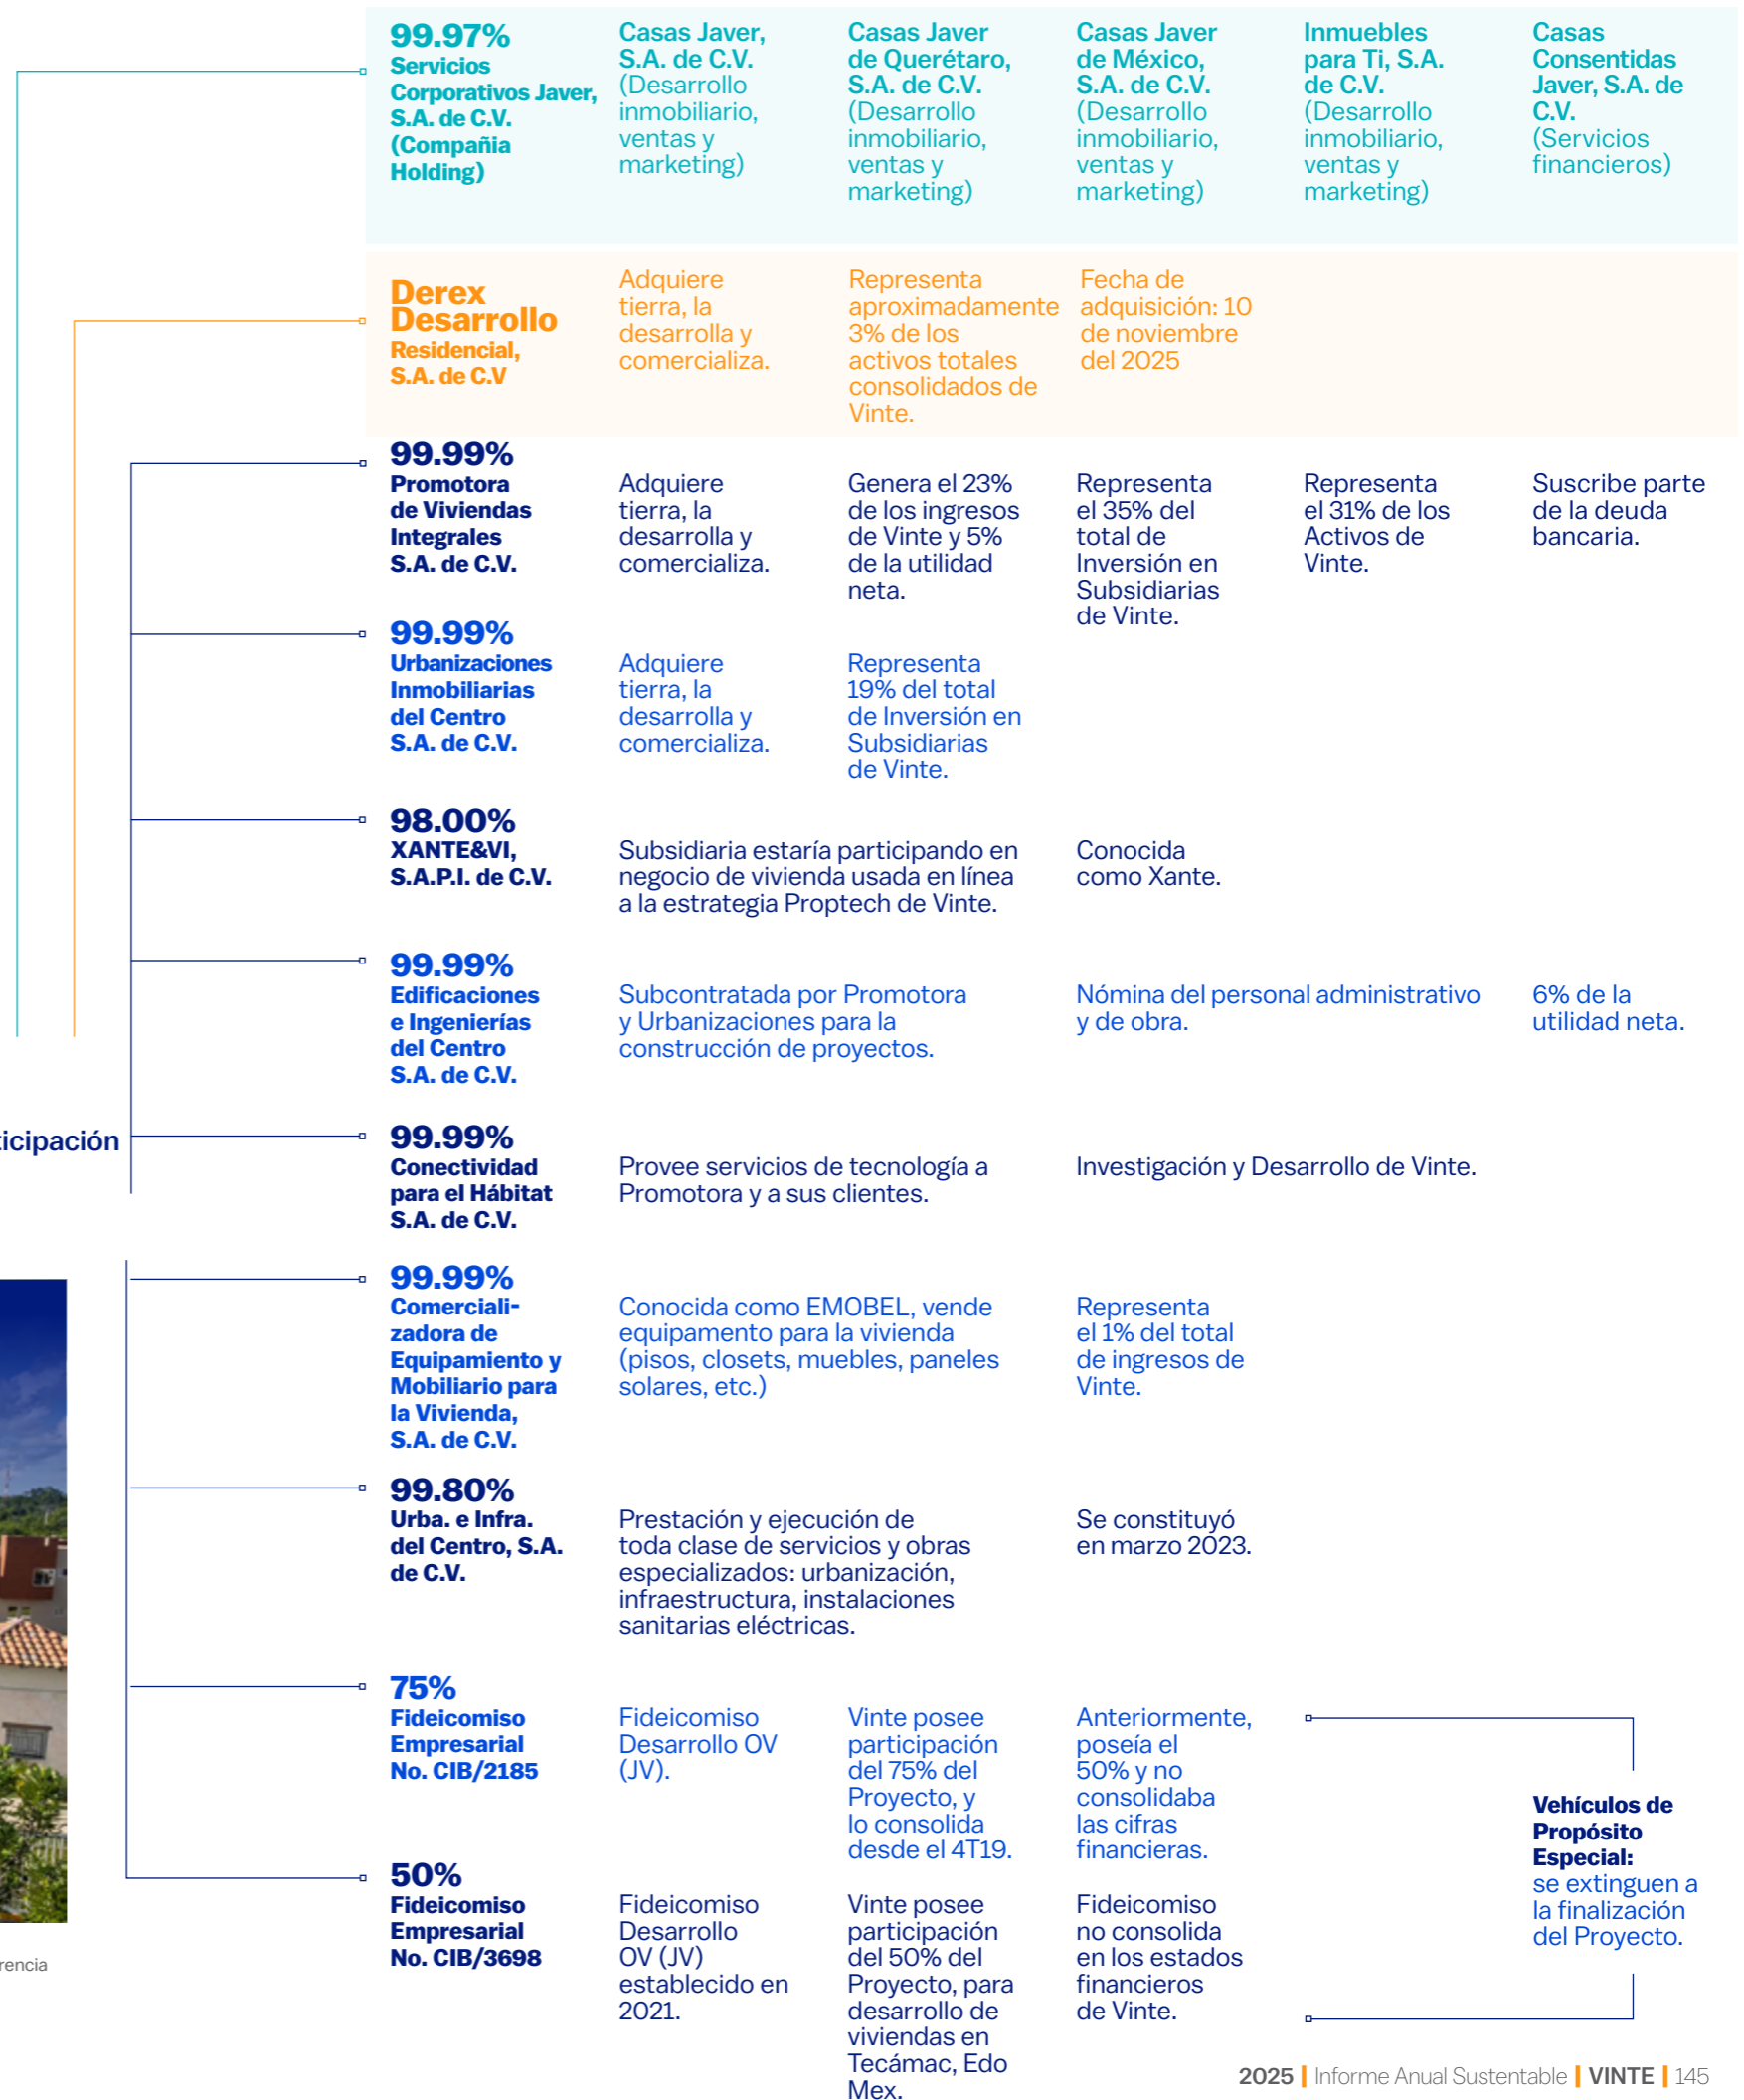 99.97%
Servicios
Corporativos Javer,
S.A. de C.V.
(Compañia
Holding)
Casas Javer,
S.A. de C.V.
(Desarrollo
inmobiliario,
ventas y
marketing)
Casas Javer
de Querétaro,
S.A. de C.V.
(Desarrollo
inmobiliario,
ventas y
marketing)
Casas Javer
de México,
S.A. de C.V.
(Desarrollo
inmobiliario,
ventas y
marketing)
Inmuebles
para Ti, S.A.
de C.V.
(Desarrollo
inmobiliario,
ventas y
marketing)
Casas
Consentidas
Javer, S.A. de
C.V.
(Servicios
financieros)
Derex
Desarrollo
Residencial,
S.A. de C.V
Adquiere
tierra, la
desarrolla y
comercializa.
Representa
aproximadamente
3% de los
activos totales
consolidados de
Vinte.
Fecha de
adquisición: 10
de noviembre
del 2025
99.99%
Promotora
de Viviendas
Integrales
S.A. de C.V.
Adquiere
tierra, la
desarrolla y
comercializa.
Genera el 23%
de los ingresos
de Vinte y 5%
de la utilidad
neta.
Representa
el 35% del
total de
Inversión en
Subsidiarias
de Vinte.
Representa
el 31% de los
Activos de
Vinte.
Suscribe parte
de la deuda
bancaria.
99.99%
Urbanizaciones
Inmobiliarias
del Centro
S.A. de C.V.
Adquiere
tierra, la
desarrolla y
comercializa.
Representa
19% del total
de Inversión en
Subsidiarias
de Vinte.
98.00%
XANTE&VI,
S.A.P.I. de C.V.
Subsidiaria estaría participando en
negocio de vivienda usada en línea
a la estrategia Proptech de Vinte.
Conocida
como Xante.
99.99%
Edificaciones
e Ingenierías
del Centro
S.A. de C.V.
Subcontratada por Promotora
y Urbanizaciones para la
construcción de proyectos.
Nómina del personal administrativo
y de obra.
6% de la
utilidad neta.
ticipación
99.99%
Conectividad
para el Hábitat
S.A. de C.V.
Provee servicios de tecnología a
Promotora y a sus clientes.
Investigación y Desarrollo de Vinte.
99.99%
Comerciali-
zadora de
Equipamiento y
Mobiliario para
la Vivienda,
S.A. de C.V.
Conocida como EMOBEL, vende
equipamento para la vivienda
(pisos, closets, muebles, paneles
solares, etc.)
Representa
el 1% del total
de ingresos de
Vinte.
99.80%
Urba. e Infra.
del Centro, S.A.
de C.V.
Prestación y ejecución de
toda clase de servicios y obras
especializados: urbanización,
infraestructura, instalaciones
sanitarias eléctricas.
Se constituyó
en marzo 2023.
75%
Fideicomiso
Empresarial
No. CIB/2185
Fideicomiso
Desarrollo OV
(JV).
Vinte posee
participación
del 75% del
Proyecto, y
lo consolida
desde el 4T19.
Anteriormente,
poseía el
50% y no
consolidaba
las cifras
financieras.
50%
Fideicomiso
Empresarial
No. CIB/3698
Fideicomiso
Desarrollo
OV (JV)
establecido en
2021.
Vinte posee
participación
del 50% del
Proyecto, para
desarrollo de
viviendas en
Tecámac, Edo
Mex.
Fideicomiso
no consolida
en los estados
financieros
de Vinte.
Vehículos de
Propósito
Especial:
se extinguen a
la finalización
del Proyecto.
rencia
2025 | Informe Anual Sustentable | VINTE | 145